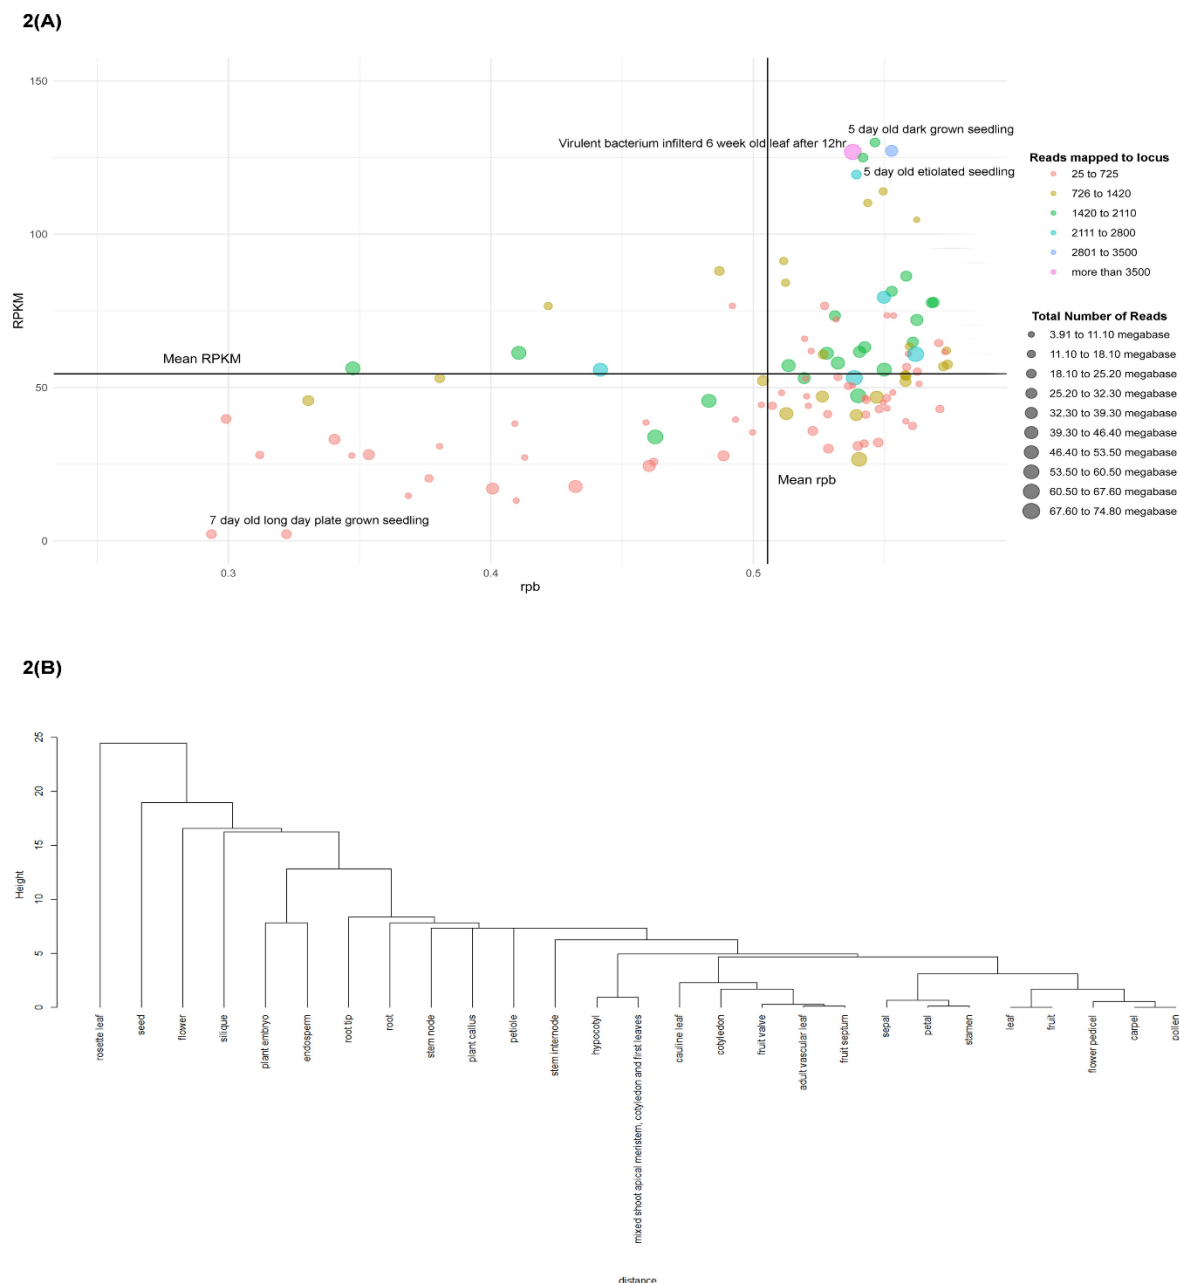 2(A)
150
100
50
0
RPKM
0.3
0.4
0.5
rpb
5 day old dark grown seedling
Virulent bacterium infilterd 6 week old leaf after 12hr
5 day old etiolated seedling
Mean RPKM
Mean rpb
7 day old long day plate grown seedling
Reads mapped to locus
25 to 725
726 to 1420
1420 to 2110
2111 to 2800
2801 to 3500
more than 3500
Total Number of Reads
3.91 to 11.10 megabase
11.10 to 18.10 megabase
18.10 to 25.20 megabase
25.20 to 32.30 megabase
32.30 to 39.30 megabase
39.30 to 46.40 megabase
46.40 to 53.50 megabase
53.50 to 60.50 megabase
60.50 to 67.60 megabase
67.60 to 74.80 megabase
2(B)
25
20
15
10
5
0
Height
rosette leaf
seed
flower
silique
plant embryo
endosperm
root tip
root
stem node
plant callus
petiole
stem internode
hypocotyl
mixed shoot apical meristem, cotyledon and first leaves
cauline leaf
cotyledon
fruit valve
adult vascular leaf
fruit septum
sepal
petal
stamen
leaf
fruit
flower pedicel
carpel
pollen
distance